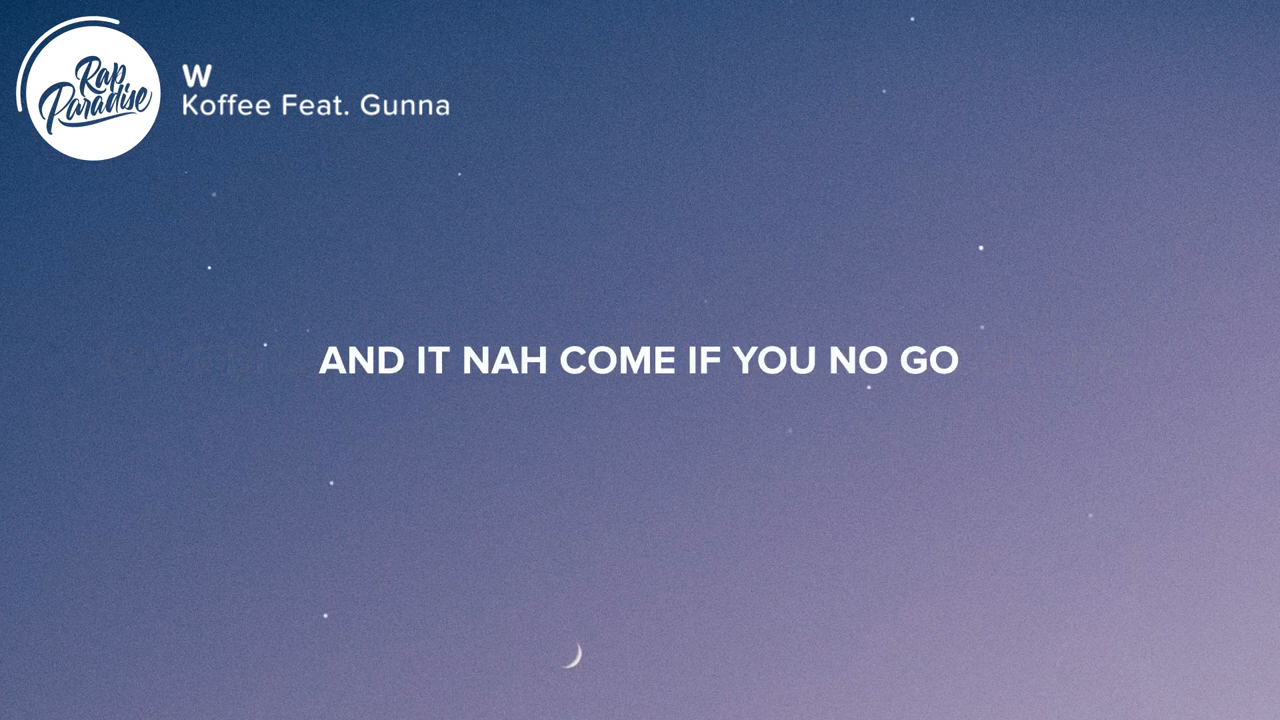 Rap
Paradise
W
Koffee Feat. Gunna
AND IT NAH COME IF YOU NO GO